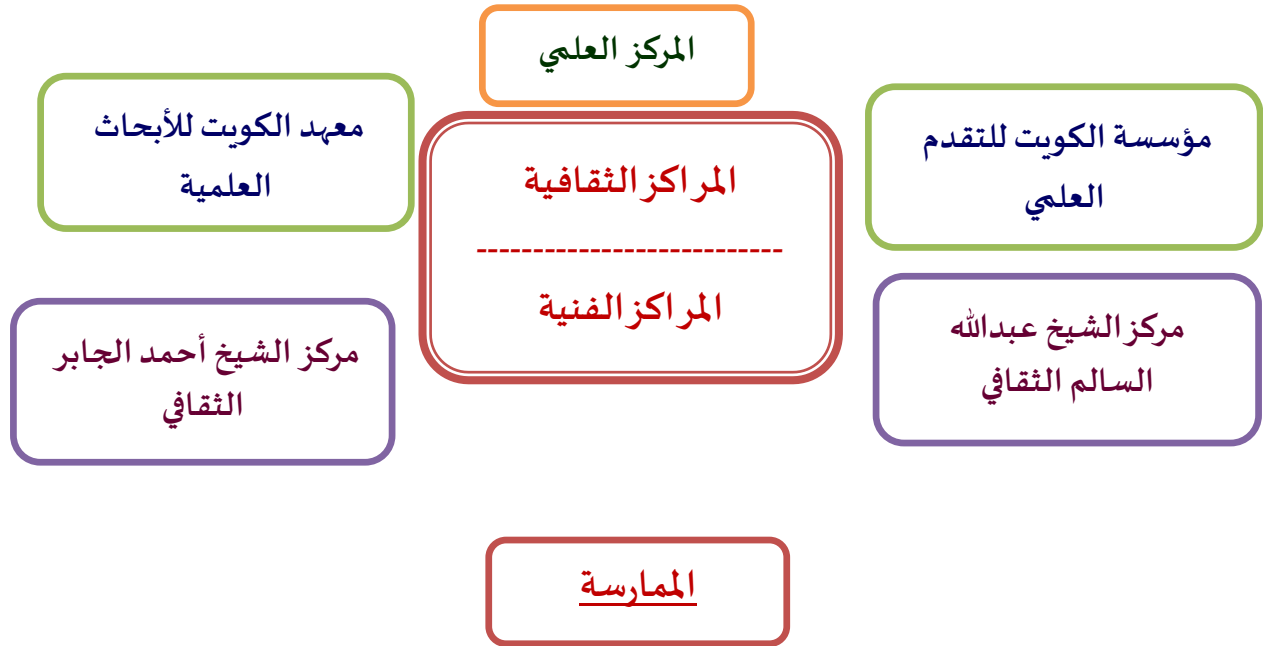 المركز العلمي
مؤسسة الكويت للتقدم
العلمي
معهد الكويت للأبحاث
العلمية
المراكز الثقافية
--------------------------
المراكز الفنية
مركز الشيخ عبدالله
السالم الثقافي
مركز الشيخ أحمد الجابر
الثقافي
الممارسة